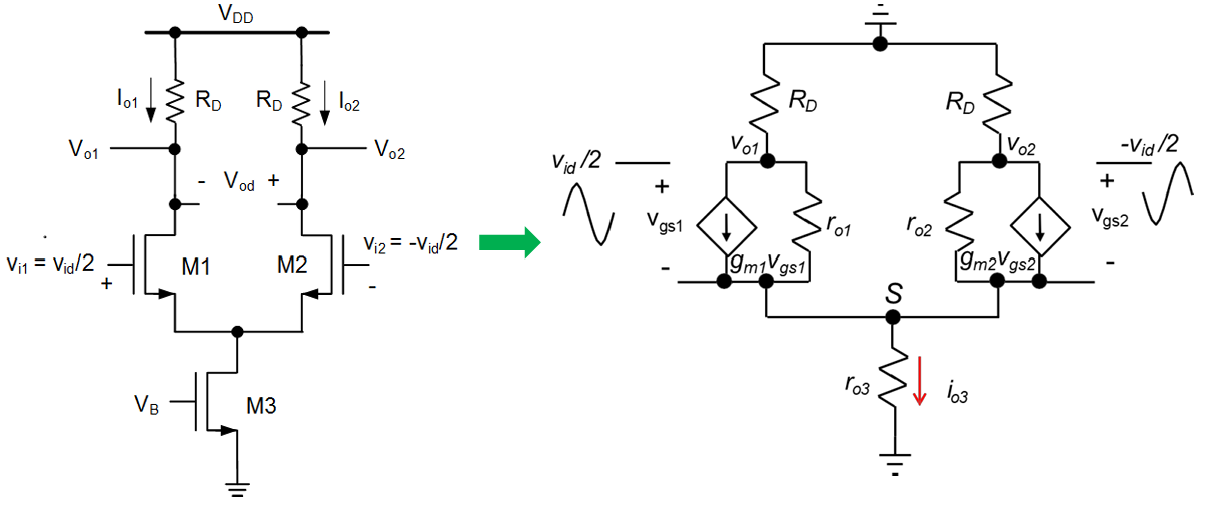 VDD
Io1
RD
RD
Io2
Vo1
- Vod +
Vo2
vi1 = vid/2
+
M1
M2
vi2 = -vid/2
-
VB
M3
RD
RD
vid /2
vo1
vo2
-vid /2
+
vgs1
-
gm1vgs1
ro1
ro2
gm2vgs2
+
vgs2
-
S
ro3
io3